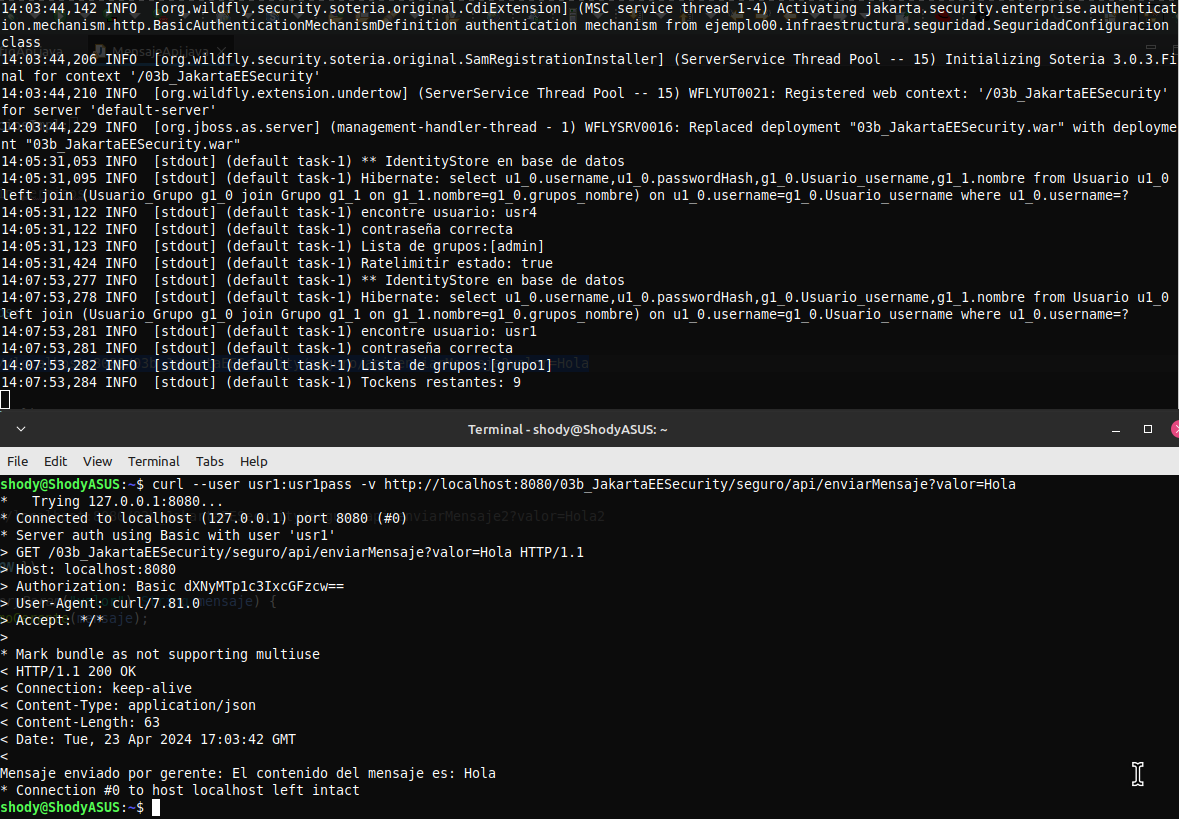 14:03:44,142 INFO  [org.wildfly.security.soteria.original.CdiExtension] (MSC service thread 1-4) Activating jakarta.security.enterprise.authenticat
ion.mechanism.http.BasicAuthenticationMechanismDefinition authentication mechanism from ejemplo00.infraestructura.seguridad.SeguridadConfiguracion
class
14:03:44,206 INFO  [org.wildfly.security.soteria.original.SamRegistrationInstaller] (ServerService Thread Pool -- 15) Initializing Soteria 3.0.3.Fi
nal for context '/03b_JakartaEESecurity'
14:03:44,210 INFO  [org.wildfly.extension.undertow] (ServerService Thread Pool -- 15) WFLYUT0021: Registered web context: '/03b_JakartaEESecurity'
for server 'default-server'
14:03:44,229 INFO  [org.jboss.as.server] (management-handler-thread - 1) WFLYSRV0016: Replaced deployment "03b_JakartaEESecurity.war" with deployme
nt "03b_JakartaEESecurity.war"
14:05:31,053 INFO  [stdout] (default task-1) ** IdentityStore en base de datos
14:05:31,095 INFO  [stdout] (default task-1) Hibernate: select u1_0.username,u1_0.passwordHash,g1_0.Usuario_username,g1_1.nombre from Usuario u1_0
left join (Usuario_Grupo g1_0 join Grupo g1_1 on g1_1.nombre=g1_0.grupos_nombre) on u1_0.username=g1_0.Usuario_username where u1_0.username=?
14:05:31,122 INFO  [stdout] (default task-1) encontre usuario: usr4
14:05:31,122 INFO  [stdout] (default task-1) contraseña correcta
14:05:31,123 INFO  [stdout] (default task-1) Lista de grupos:[admin]
14:05:31,424 INFO  [stdout] (default task-1) Ratelimitir estado: true
14:07:53,277 INFO  [stdout] (default task-1) ** IdentityStore en base de datos
14:07:53,278 INFO  [stdout] (default task-1) Hibernate: select u1_0.username,u1_0.passwordHash,g1_0.Usuario_username,g1_1.nombre from Usuario u1_0
left join (Usuario_Grupo g1_0 join Grupo g1_1 on g1_1.nombre=g1_0.grupos_nombre) on u1_0.username=g1_0.Usuario_username where u1_0.username=?
14:07:53,281 INFO  [stdout] (default task-1) encontre usuario: usr1
14:07:53,281 INFO  [stdout] (default task-1) contraseña correcta
14:07:53,282 INFO  [stdout] (default task-1) Lista de grupos:[grupo1]
14:07:53,284 INFO  [stdout] (default task-1) Tockens restantes: 9
Terminal - shody@ShodyASUS: ~
File Edit View Terminal Tabs Help
shody@ShodyASUS:~$ curl --user usr1:usr1pass -v http://localhost:8080/03b_JakartaEESecurity/seguro/api/enviarMensaje?valor=Hola
*   Trying 127.0.0.1:8080...
* Connected to localhost (127.0.0.1) port 8080 (#0)
* Server auth using Basic with user 'usr1'
> GET /03b_JakartaEESecurity/seguro/api/enviarMensaje?valor=Hola HTTP/1.1
> Host: localhost:8080
> Authorization: Basic dXNyMTp1c3IxcGFzcw==
> User-Agent: curl/7.81.0
> Accept: */*
>
* Mark bundle as not supporting multiuse
< HTTP/1.1 200 OK
< Connection: keep-alive
< Content-Type: application/json
< Content-Length: 63
< Date: Tue, 23 Apr 2024 17:03:42 GMT
<
Mensaje enviado por gerente: El contenido del mensaje es: Hola
* Connection #0 to host localhost left intact
shody@ShodyASUS:~$